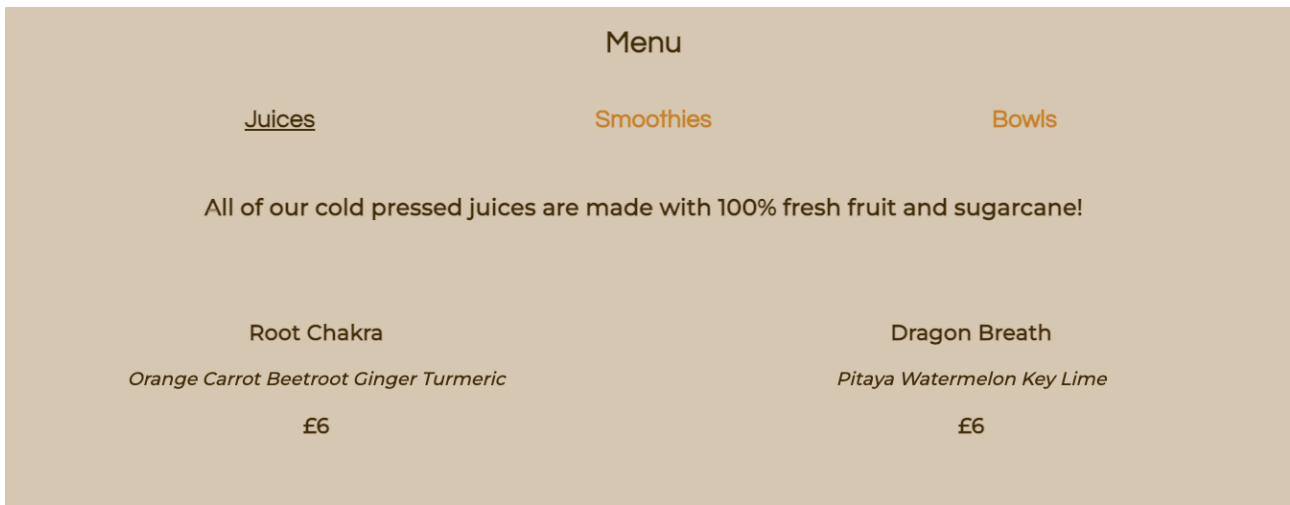 Menu
Juices Smoothies Bowls
All of our cold pressed juices are made with 100% fresh fruit and sugarcane!
Root Chakra
Orange Carrot Beetroot Ginger Turmeric
£6
Dragon Breath
Pitaya Watermelon Key Lime
£6